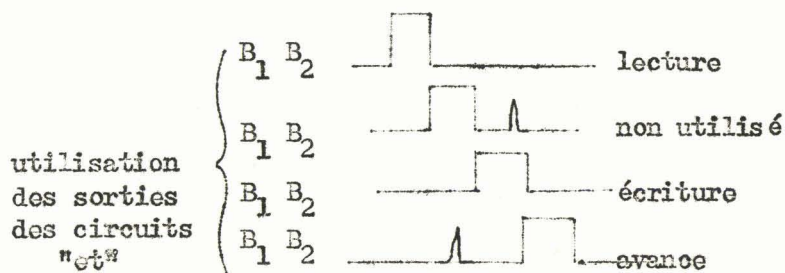 B₁ B₂ lecture
B₁ B₂ non utilisé
utilisation
des sorties
des circuits
"et"
B₁ B₂ écriture
B₁ B₂ avance